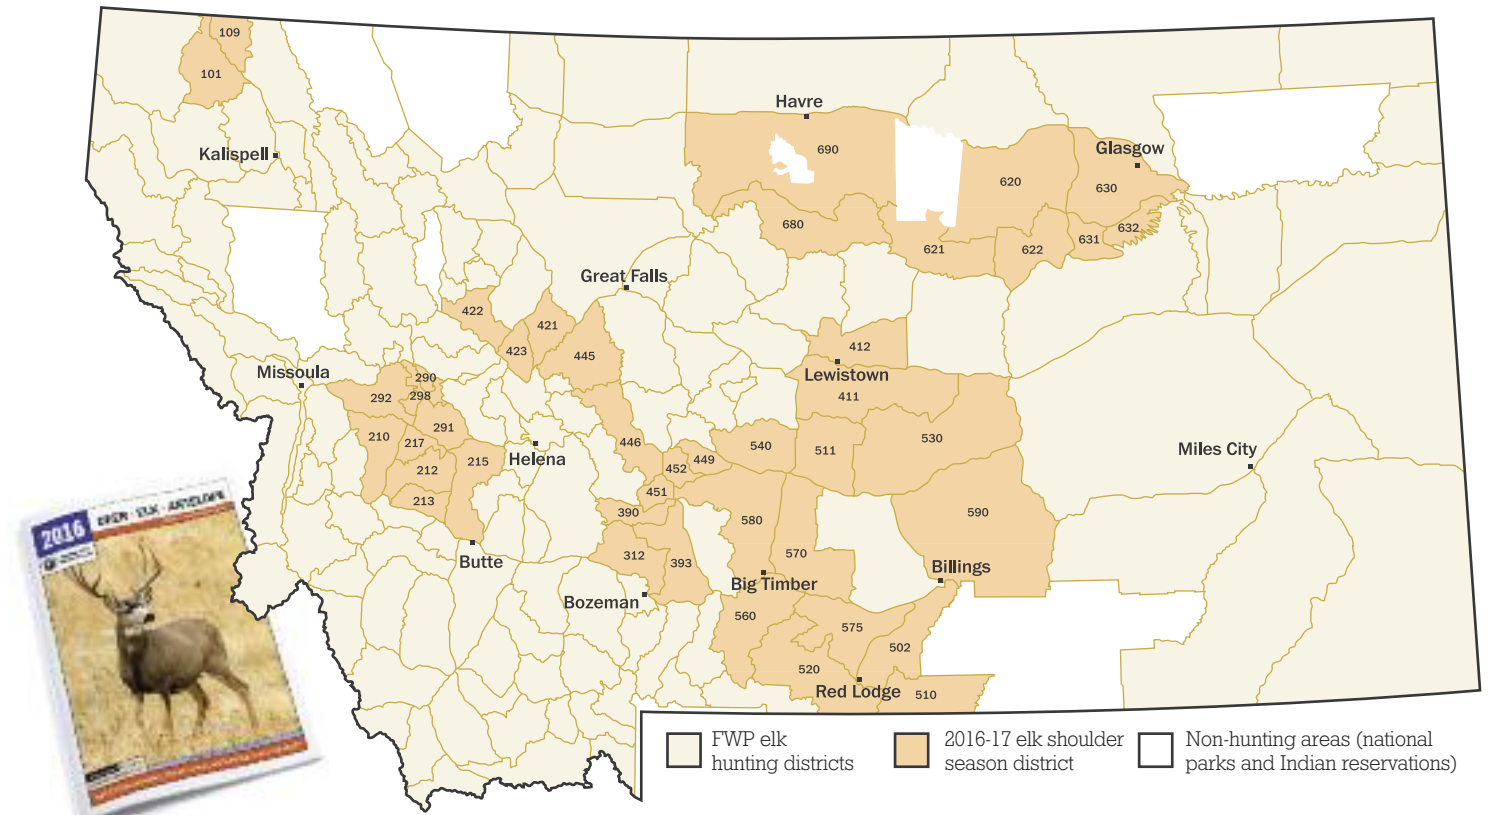 109
101
Havre
Kalispell
690
Glasgow
620
630
680
632
631
621
622
Great Falls
422
421
423
445
412
Missoula
290
Lewistown
292
298
411
291
210
217
446
540
530
511
Miles City
Helena
215
452
449
212
451
213
390
580
590
2016
DEER · ELK · ANTELOPE
312
393
570
Butte
Billings
Big Timber
Bozeman
560
575
502
520
Red Lodge
510
FWP elk
hunting districts
2016-17 elk shoulder
season district
Non-hunting areas (national
parks and Indian reservations)